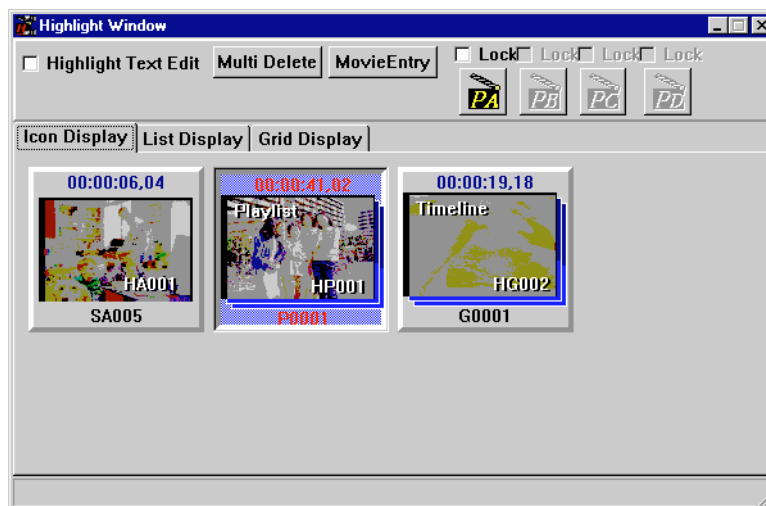 Highlight Window
Highlight Text Edit
Multi Delete
MovieEntry
Lock Lock Lock Lock
PA PB PC PD
Icon Display List Display Grid Display
00:00:06,04 00:00:41,02 00:00:19,18
Playlist Timeline
HA001 HP001 HG002
SA005 P0001 G0001